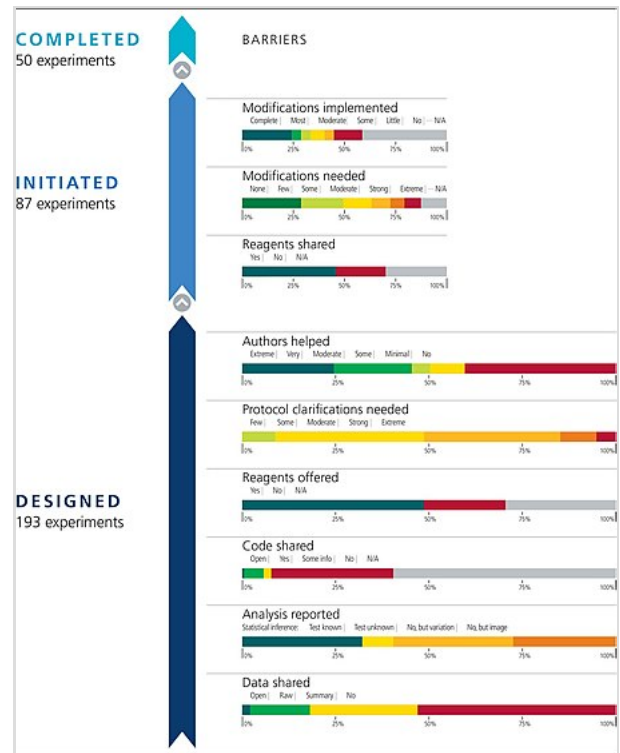 COMPLETED
50 experiments
BARRIERS
Modifications implemented
Complete | Most | Moderate | Some | Little | No | N/A
0% 25% 50% 75% 100%
INITIATED
87 experiments
Modifications needed
None | Few | Some | Moderate | Strong | Extreme | N/A
0% 25% 50% 75% 100%
Reagents shared
Yes | No | N/A
0% 25% 50% 75% 100%
Authors helped
Extreme | Very | Moderate | Some | Minimal | No
0% 25% 50% 75% 100%
Protocol clarifications needed
Few | Some | Moderate | Strong | Extreme
0% 25% 50% 75% 100%
DESIGNED
193 experiments
Reagents offered
Yes | No | N/A
0% 25% 50% 75% 100%
Code shared
Open | Yes | Some info | No | N/A
0% 25% 50% 75% 100%
Analysis reported
Statistical inference: Test known | Test unknown | No, but variation | No, but image
0% 25% 50% 75% 100%
Data shared
Open | Raw | Summary | No
0% 25% 50% 75% 100%